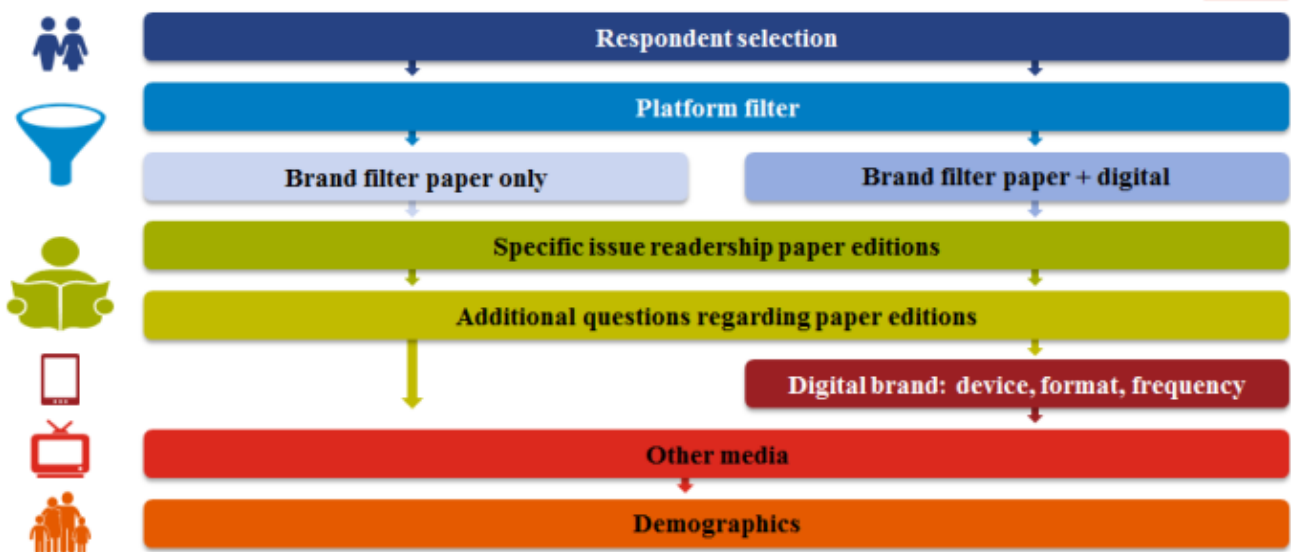 Respondent selection
Platform filter
Brand filter paper only
Brand filter paper + digital
Specific issue readership paper editions
Additional questions regarding paper editions
Digital brand: device, format, frequency
Other media
Demographics